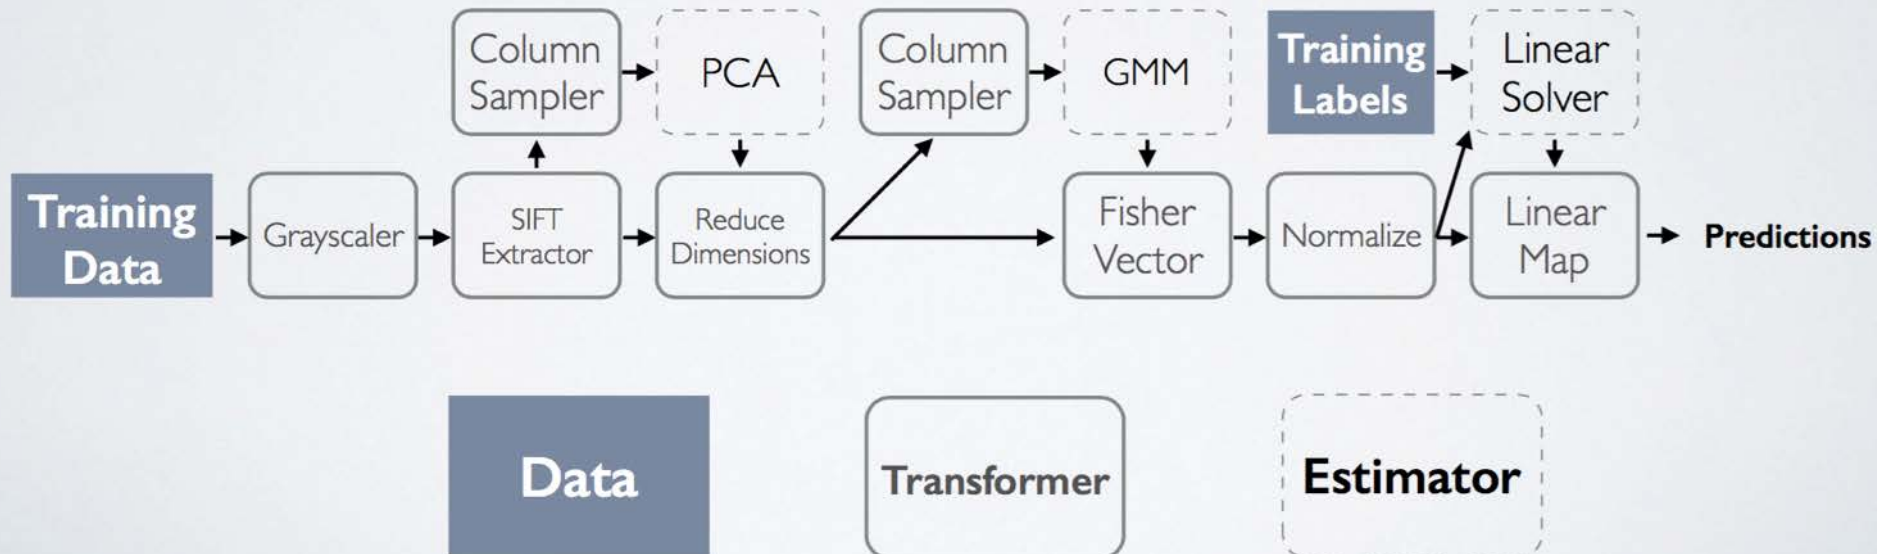 Column
Sampler
PCA
Column
Sampler
GMM
Training
Labels
Linear
Solver
Training
Data
Grayscaler
SIFT
Extractor
Reduce
Dimensions
Fisher
Vector
Normalize
Linear
Map
Predictions
Data
Transformer
Estimator